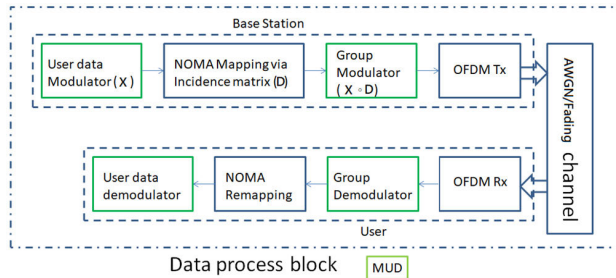 Base Station
User data
Modulator(X)
NOMA Mapping via
Incidence matrix (D)
Group
Modulator
( X ∘ D)
OFDM Tx
AWGN/Fading
channel
User data
demodulator
NOMA
Remapping
Group
Demodulator
OFDM Rx
User
Data process block
MUD